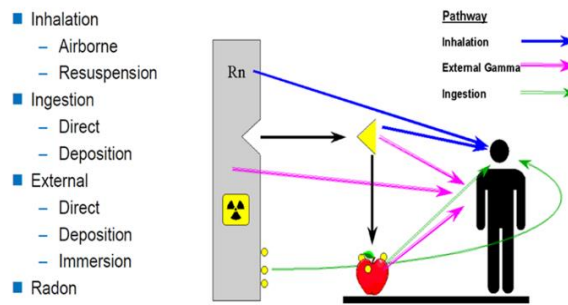 Inhalation
– Airborne
– Resuspension
Ingestion
– Direct
– Deposition
External
– Direct
– Deposition
– Immersion
Radon
Pathway
Inhalation
External Gamma
Ingestion
Rn